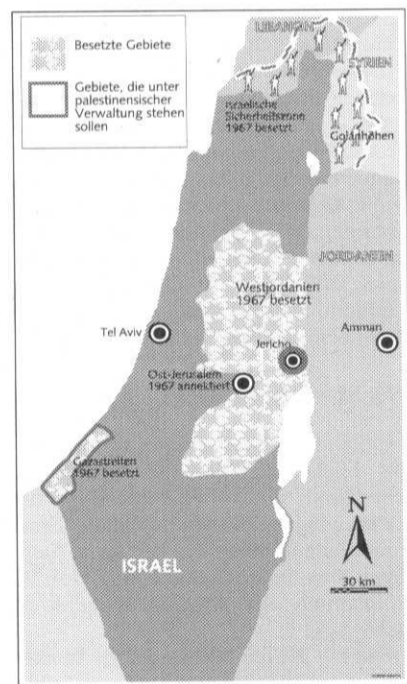 Besetzte Gebiete
Gebiete, die unter
palestinensischer
Verwaltung stehen
sollen
LIBANON
SYRIEN
Israelische
Sicherheitszone
1967 besetzt
Golanhöhen
JORDANIEN
Westjordanien
1967 besetzt
Tel Aviv
Amman
Jericho
Ost-Jerusalem
1967 annektiert
Gazastreifen
1967 besetzt
N
ISRAEL
30 km